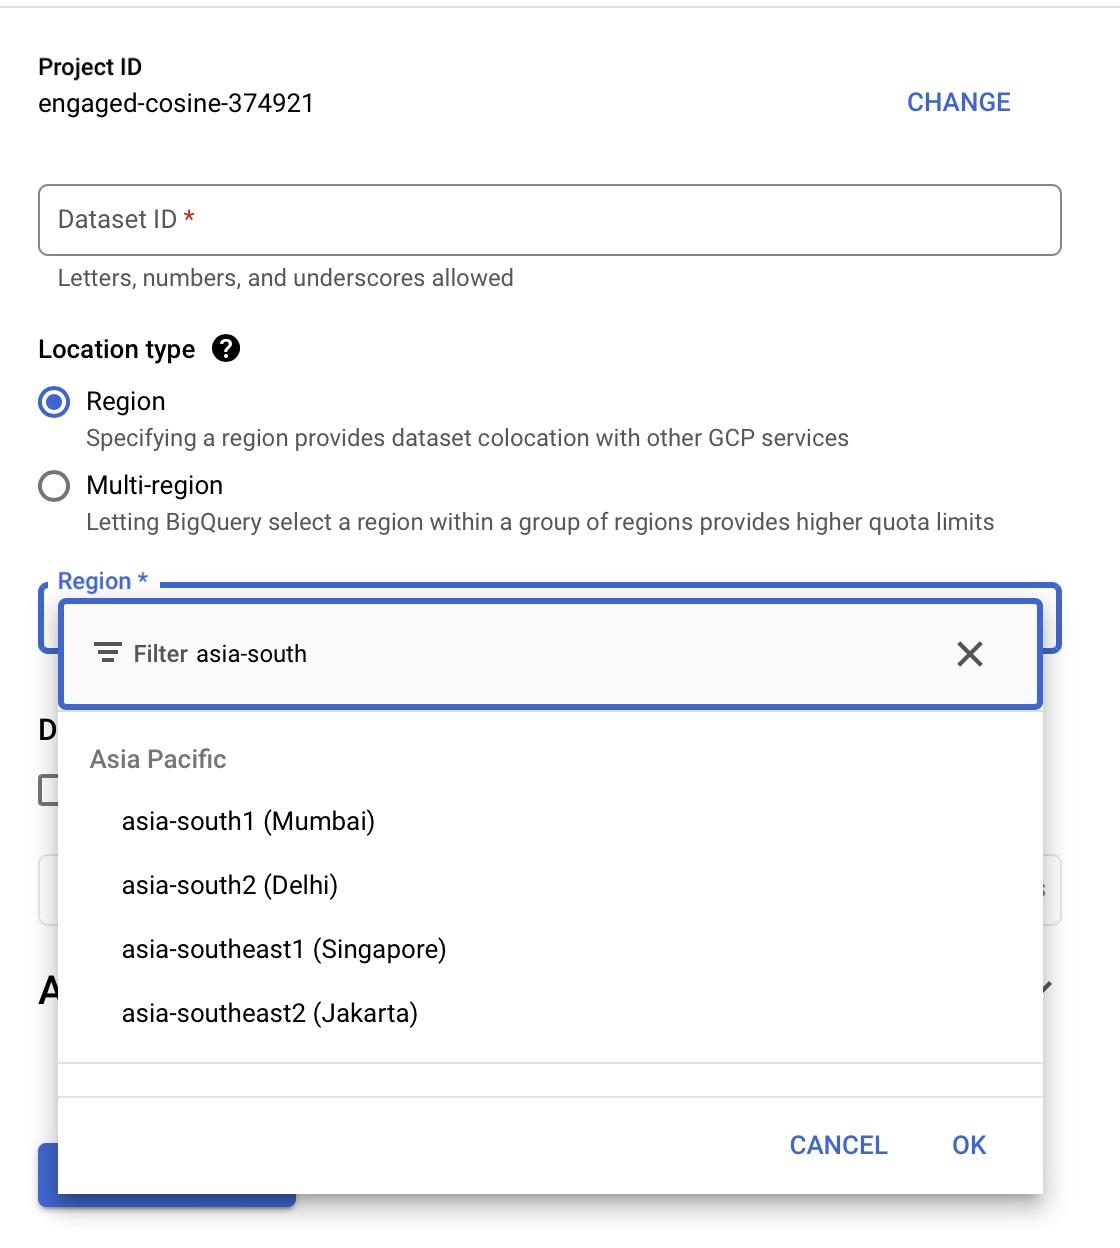 Project ID
engaged-cosine-374921
CHANGE
Dataset ID *
Letters, numbers, and underscores allowed
Location type ?
Region
Specifying a region provides dataset colocation with other GCP services
Multi-region
Letting BigQuery select a region within a group of regions provides higher quota limits
Region *
Filter asia-south
Asia Pacific
asia-south1 (Mumbai)
asia-south2 (Delhi)
asia-southeast1 (Singapore)
asia-southeast2 (Jakarta)
CANCEL OK